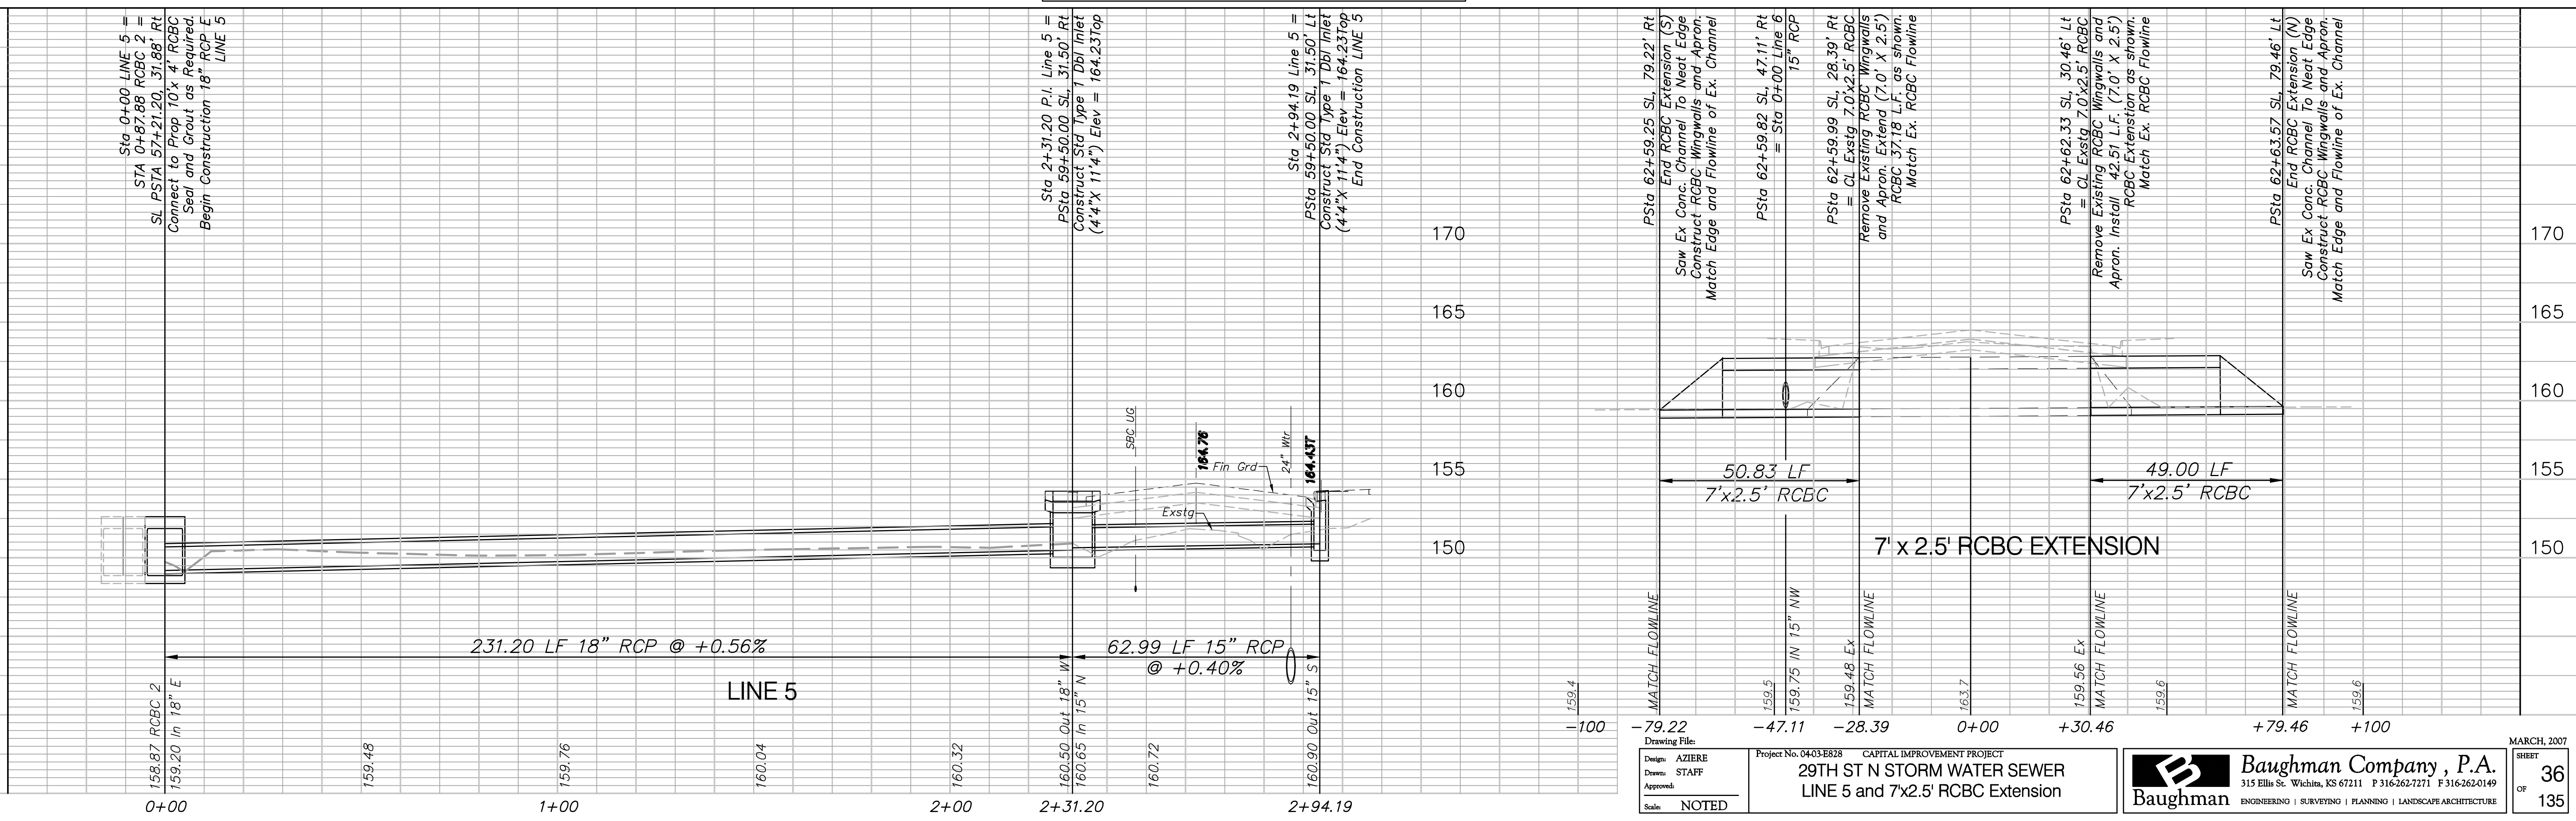 Sta 0+00 LINE 5 =
STA 0+87.88 RCBC 2 =
SL PSTA 57+21.20, 31.88' Rt
Connect to Prop 10'x 4' RCBC
Seal and Grout as Required.
Begin Construction 18" RCP E
LINE 5
Sta 2+31.20 P.I. Line 5 =
PSta 59+50.00 SL, 31.50' Rt
Construct Std Type 1 Dbl Inlet
(4'4"X 11'4") Elev = 164.23Top
Sta 2+94.19 Line 5 =
PSta 59+50.00 SL, 31.50' Lt
Construct Std Type 1 Dbl Inlet
(4'4"X 11'4") Elev = 164.23Top
End Construction LINE 5
170
165
160
155
150
SBC UG
164.76
Fin Grd
24" Wtr
164.437
Exstg
231.20 LF 18" RCP @ +0.56%
62.99 LF 15" RCP
@ +0.40%
LINE 5
158.87 RCBC 2
159.20 In 18" E
159.48
159.76
160.04
160.32
160.50 Out 18" W
160.65 In 15" N
160.72
160.90 Out 15" S
0+00
1+00
2+00
2+31.20
2+94.19
PSta 62+59.25 SL, 79.22' Rt
End RCBC Extension (S)
Saw Ex Conc. Channel To Neat Edge
Construct RCBC Wingwalls and Apron.
Match Edge and Flowline of Ex. Channel
PSta 62+59.82 SL, 47.11' Rt
= Sta 0+00 Line 6
15" RCP
PSta 62+59.99 SL, 28.39' Rt
= CL Exstg 7.0'x2.5' RCBC
Remove Existing RCBC Wingwalls
and Apron. Extend (7.0' X 2.5')
RCBC 37.18 L.F. as shown.
Match Ex. RCBC Flowline
PSta 62+62.33 SL, 30.46' Lt
= CL Exstg 7.0'x2.5' RCBC
Remove Existing RCBC Wingwalls and
Apron. Install 42.51 L.F. (7.0' X 2.5')
RCBC Extenstion as shown.
Match Ex. RCBC Flowline
PSta 62+63.57 SL, 79.46' Lt
End RCBC Extension (N)
Saw Ex Conc. Channel To Neat Edge
Construct RCBC Wingwalls and Apron.
Match Edge and Flowline of Ex. Channel
170
165
160
155
150
50.83 LF
7'x2.5' RCBC
49.00 LF
7'x2.5' RCBC
7' x 2.5' RCBC EXTENSION
159.4
MATCH FLOWLINE
159.5
159.75 IN 15" NW
159.48 Ex
MATCH FLOWLINE
163.7
159.56 Ex
MATCH FLOWLINE
159.6
MATCH FLOWLINE
159.6
-100
-79.22
-47.11
-28.39
0+00
+30.46
+79.46
+100
Drawing File:
Design: AZIERE
Drawn: STAFF
Approved:
Scale: NOTED
Project No. 04-03-E828 CAPITAL IMPROVEMENT PROJECT
29TH ST N STORM WATER SEWER
LINE 5 and 7'x2.5' RCBC Extension
Baughman
Baughman Company , P.A.
315 Ellis St. Wichita, KS 67211 P 316-262-7271 F 316-262-0149
ENGINEERING | SURVEYING | PLANNING | LANDSCAPE ARCHITECTURE
MARCH, 2007
SHEET
36
OF
135